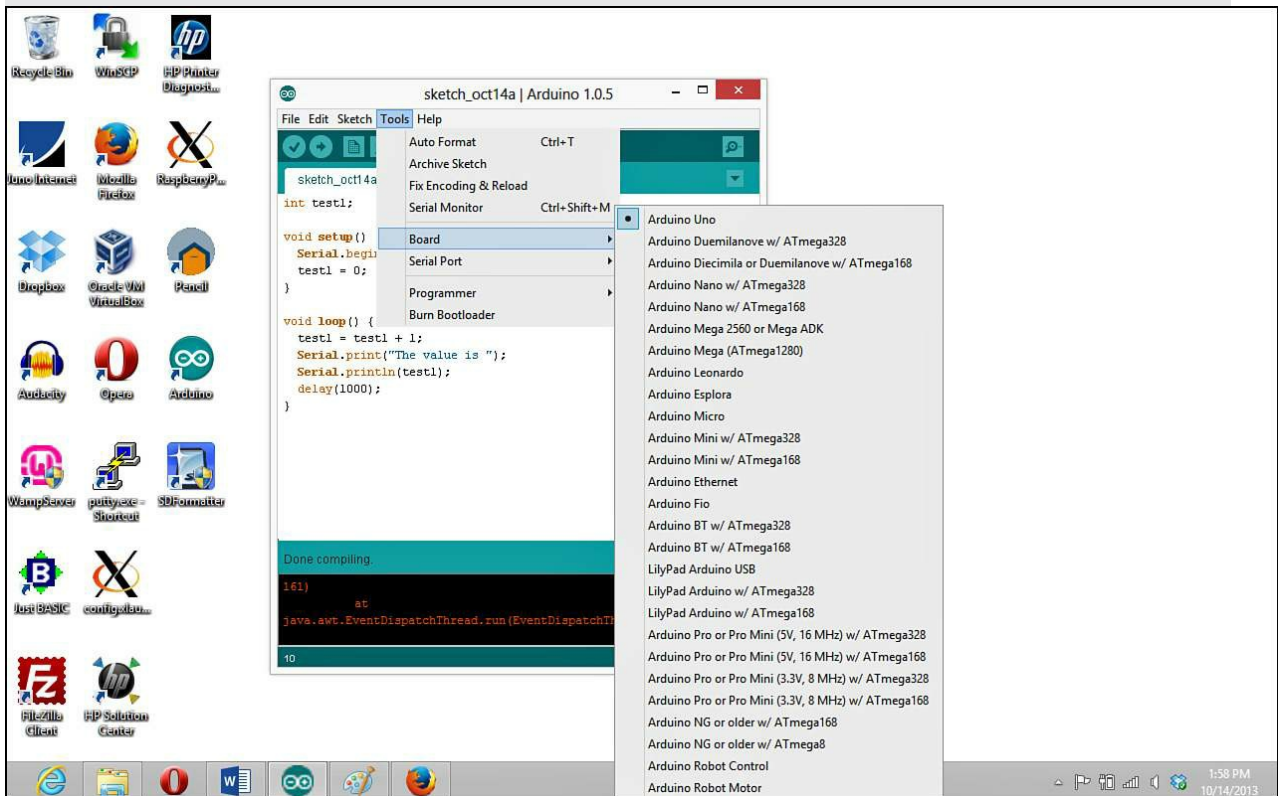 Recycle Bin
WinSCP
HP Printer
Diagnosti...
Juno Internet
Mozilla
Firefox
RaspberryP...
Dropbox
Oracle VM
VirtualBox
Pencil
Audacity
Opera
Arduino
WampServer
putty.exe -
Shortcut
SDFormatter
Just BASIC
config.xlau...
FileZilla
Client
HP Solution
Center
sketch_oct14a | Arduino 1.0.5
File Edit Sketch Tools Help
sketch_oct14a
int test1;
void setup()
Serial.begi
test1 = 0;
}
void loop() {
test1 = test1 + 1;
Serial.print("The value is ");
Serial.println(test1);
delay(1000);
}
Done compiling.
161)
at
java.awt.EventDispatchThread.run(EventDispatchTh
10
Auto Format Ctrl+T
Archive Sketch
Fix Encoding & Reload
Serial Monitor Ctrl+Shift+M
Board
Serial Port
Programmer
Burn Bootloader
Arduino Uno
Arduino Duemilanove w/ ATmega328
Arduino Diecimila or Duemilanove w/ ATmega168
Arduino Nano w/ ATmega328
Arduino Nano w/ ATmega168
Arduino Mega 2560 or Mega ADK
Arduino Mega (ATmega1280)
Arduino Leonardo
Arduino Esplora
Arduino Micro
Arduino Mini w/ ATmega328
Arduino Mini w/ ATmega168
Arduino Ethernet
Arduino Fio
Arduino BT w/ ATmega328
Arduino BT w/ ATmega168
LilyPad Arduino USB
LilyPad Arduino w/ ATmega328
LilyPad Arduino w/ ATmega168
Arduino Pro or Pro Mini (5V, 16 MHz) w/ ATmega328
Arduino Pro or Pro Mini (5V, 16 MHz) w/ ATmega168
Arduino Pro or Pro Mini (3.3V, 8 MHz) w/ ATmega328
Arduino Pro or Pro Mini (3.3V, 8 MHz) w/ ATmega168
Arduino NG or older w/ ATmega168
Arduino NG or older w/ ATmega8
Arduino Robot Control
Arduino Robot Motor
1:58 PM
10/14/2013